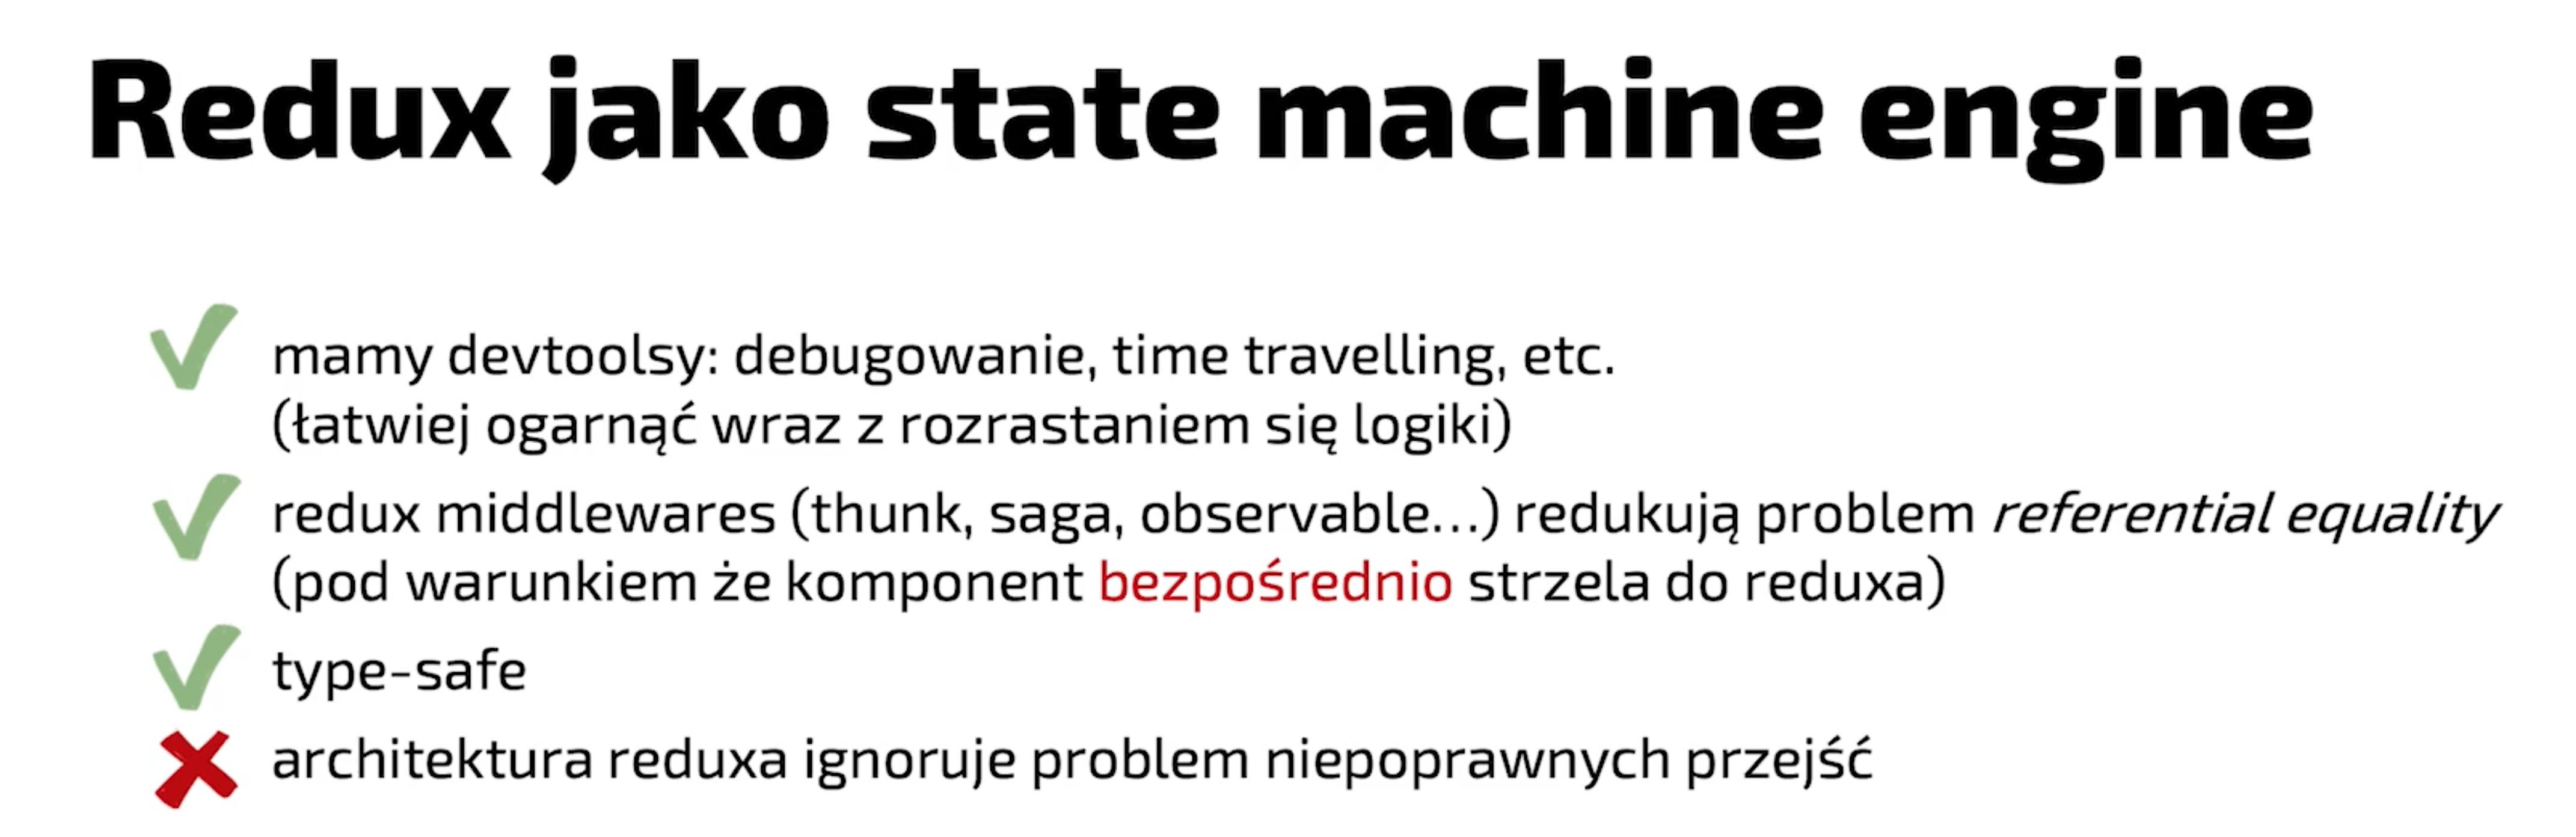 Redux jako state machine engine
mamy devtoolsy: debugowanie, time travelling, etc.
(łatwiej ogarnąć wraz z rozrastaniem się logiki)
redux middlewares (thunk, saga, observable…) redukują problem referential equality
(pod warunkiem że komponent bezpośrednio strzela do reduxa)
type-safe
architektura reduxa ignoruje problem niepoprawnych przejść